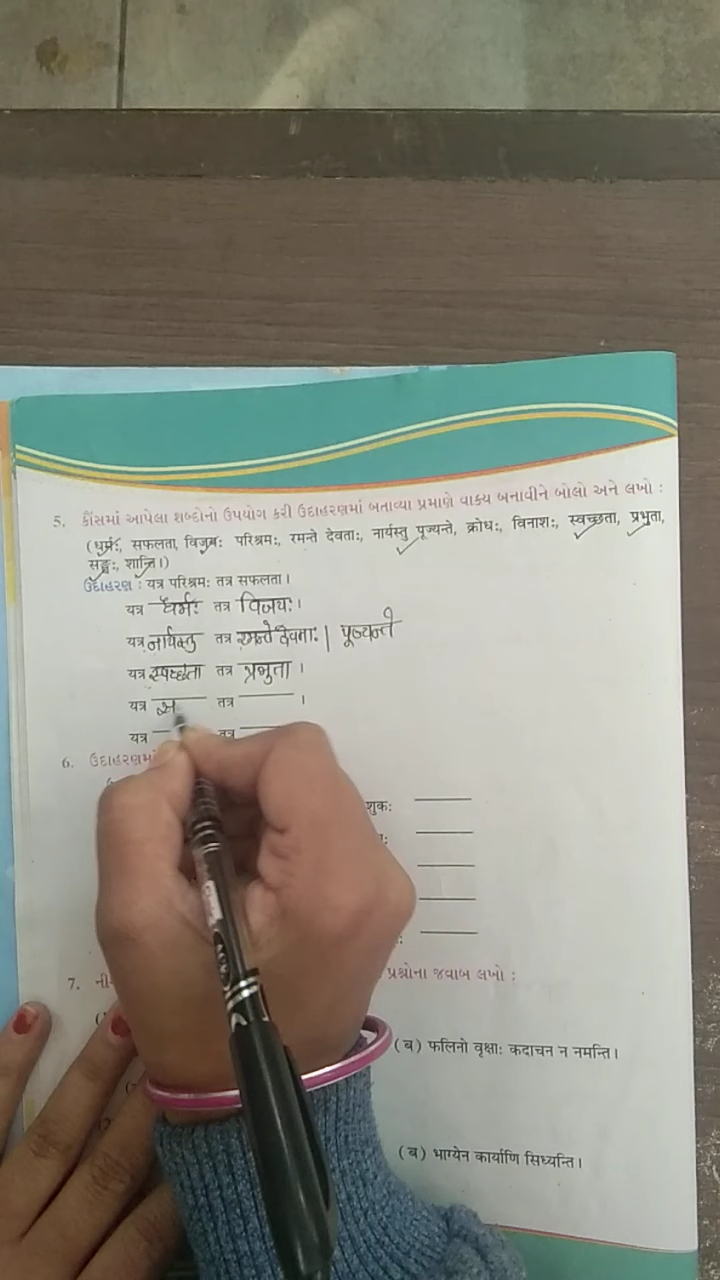 5. કૌંસમાં આપેલા શબ્દોનો ઉપયોગ કરી ઉદાહરણમાં બતાવ્યા પ્રમાણે વાક્ય બનાવીને બોલો અને લખો :
(धर्मः, सफलता, विजयः परिश्रमः, रमन्ते देवताः, नार्यस्तु पूज्यन्ते, क्रोधः, विनाशः, स्वच्छता, प्रभुता,
सङ्घः, शान्ति।)
ઉદાહરણ : यत्र परिश्रमः तत्र सफलता।
यत्र धर्मः तत्र विजयः।
यत्र नार्यस्तु तत्र रमन्ते देवताः| पूज्यन्ते
यत्र स्वच्छता तत्र प्रभुता ।
यत्र तत्र ।
यत्र तत्र
6. ઉદાહરણમાં
शुकः
7. પ્રશ્નોના જવાબ લખો :
(ब) फलिनो वृक्षाः कदाचन न नमन्ति।
(ब) भाग्येन कार्याणि सिध्यन्ति।